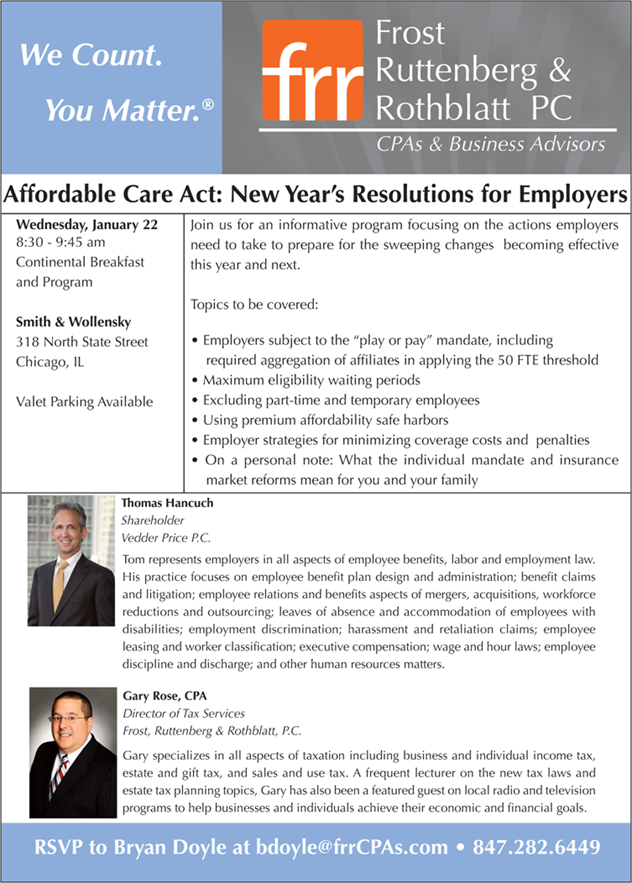 We Count.
You Matter.®
frr
Frost
Ruttenberg &
Rothblatt PC
CPAs & Business Advisors
Affordable Care Act: New Year's Resolutions for Employers
Wednesday, January 22
8:30 - 9:45 am
Continental Breakfast
and Program
Smith & Wollensky
318 North State Street
Chicago, IL
Valet Parking Available
Join us for an informative program focusing on the actions employers
need to take to prepare for the sweeping changes becoming effective
this year and next.
Topics to be covered:
• Employers subject to the “play or pay” mandate, including
required aggregation of affiliates in applying the 50 FTE threshold
• Maximum eligibility waiting periods
• Excluding part-time and temporary employees
• Using premium affordability safe harbors
• Employer strategies for minimizing coverage costs and penalties
• On a personal note: What the individual mandate and insurance
market reforms mean for you and your family
Thomas Hancuch
Shareholder
Vedder Price P.C.
Tom represents employers in all aspects of employee benefits, labor and employment law.
His practice focuses on employee benefit plan design and administration; benefit claims
and litigation; employee relations and benefits aspects of mergers, acquisitions, workforce
reductions and outsourcing; leaves of absence and accommodation of employees with
disabilities; employment discrimination; harassment and retaliation claims; employee
leasing and worker classification; executive compensation; wage and hour laws; employee
discipline and discharge; and other human resources matters.
Gary Rose, CPA
Director of Tax Services
Frost, Ruttenberg & Rothblatt, P.C.
Gary specializes in all aspects of taxation including business and individual income tax,
estate and gift tax, and sales and use tax. A frequent lecturer on the new tax laws and
estate tax planning topics, Gary has also been a featured guest on local radio and television
programs to help businesses and individuals achieve their economic and financial goals.
RSVP to Bryan Doyle at bdoyle@frrCPAs.com • 847.282.6449